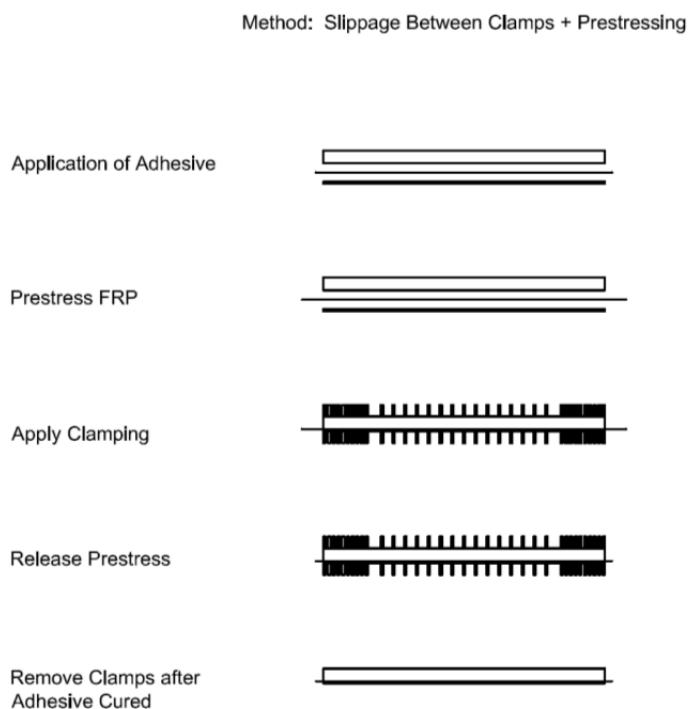 Method: Slippage Between Clamps + Prestressing
Application of Adhesive
Prestress FRP
Apply Clamping
Release Prestress
Remove Clamps after
Adhesive Cured